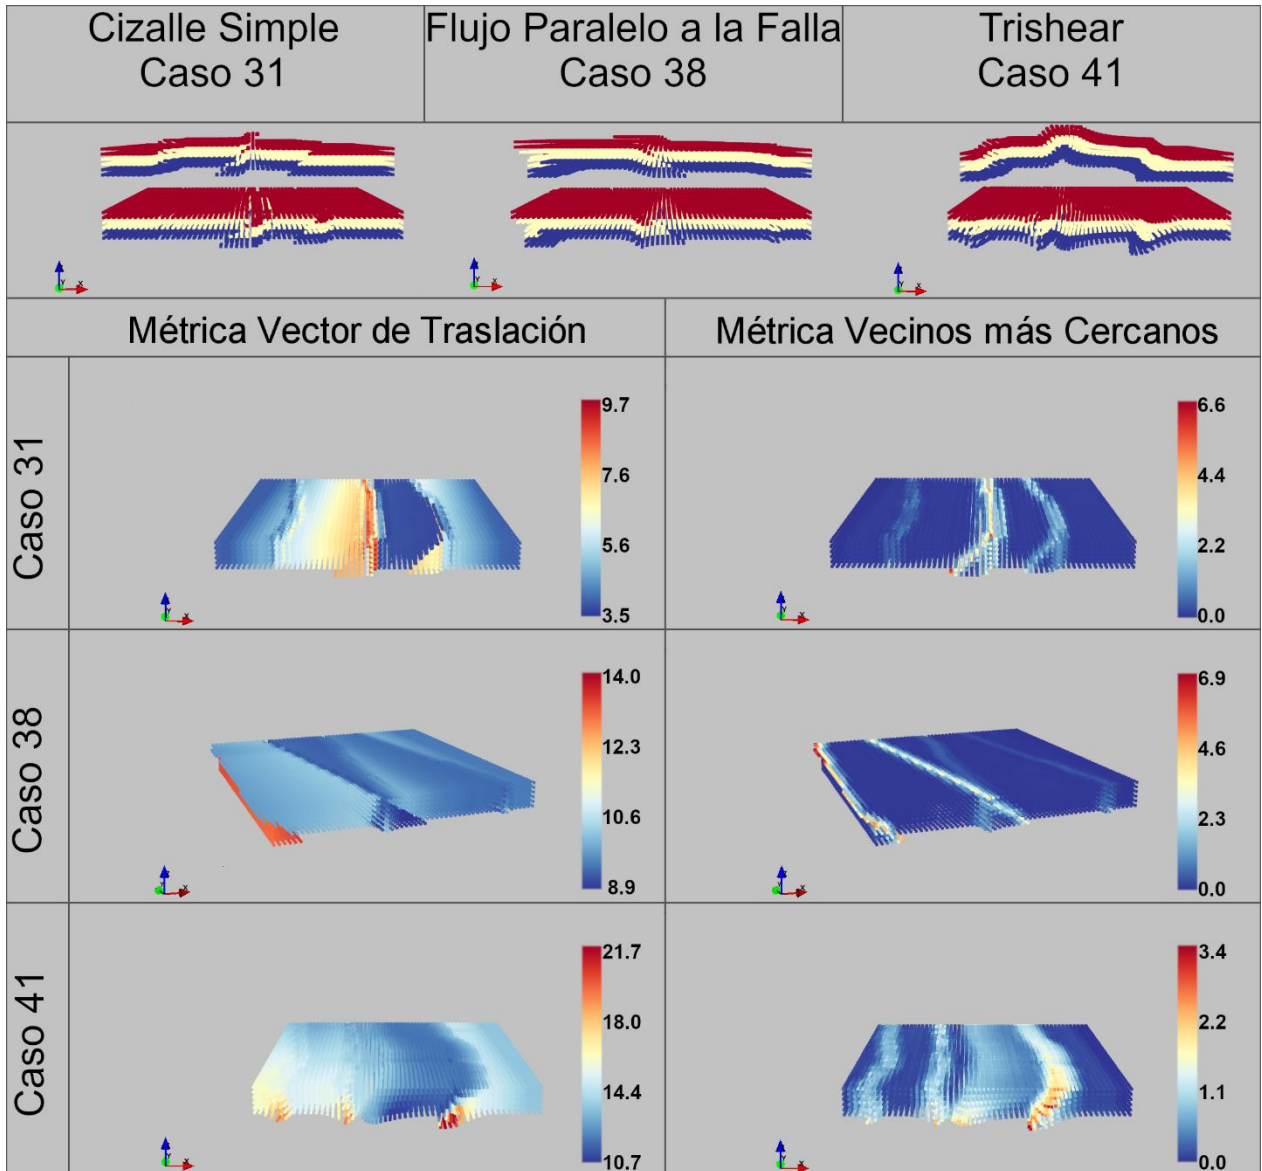 Cizalle Simple
Caso 31
Flujo Paralelo a la Falla
Caso 38
Trishear
Caso 41
Métrica Vector de Traslación
Métrica Vecinos más Cercanos
Caso 31
9.7
7.6
5.6
3.5
6.6
4.4
2.2
0.0
Caso 38
14.0
12.3
10.6
8.9
6.9
4.6
2.3
0.0
Caso 41
21.7
18.0
14.4
10.7
3.4
2.2
1.1
0.0